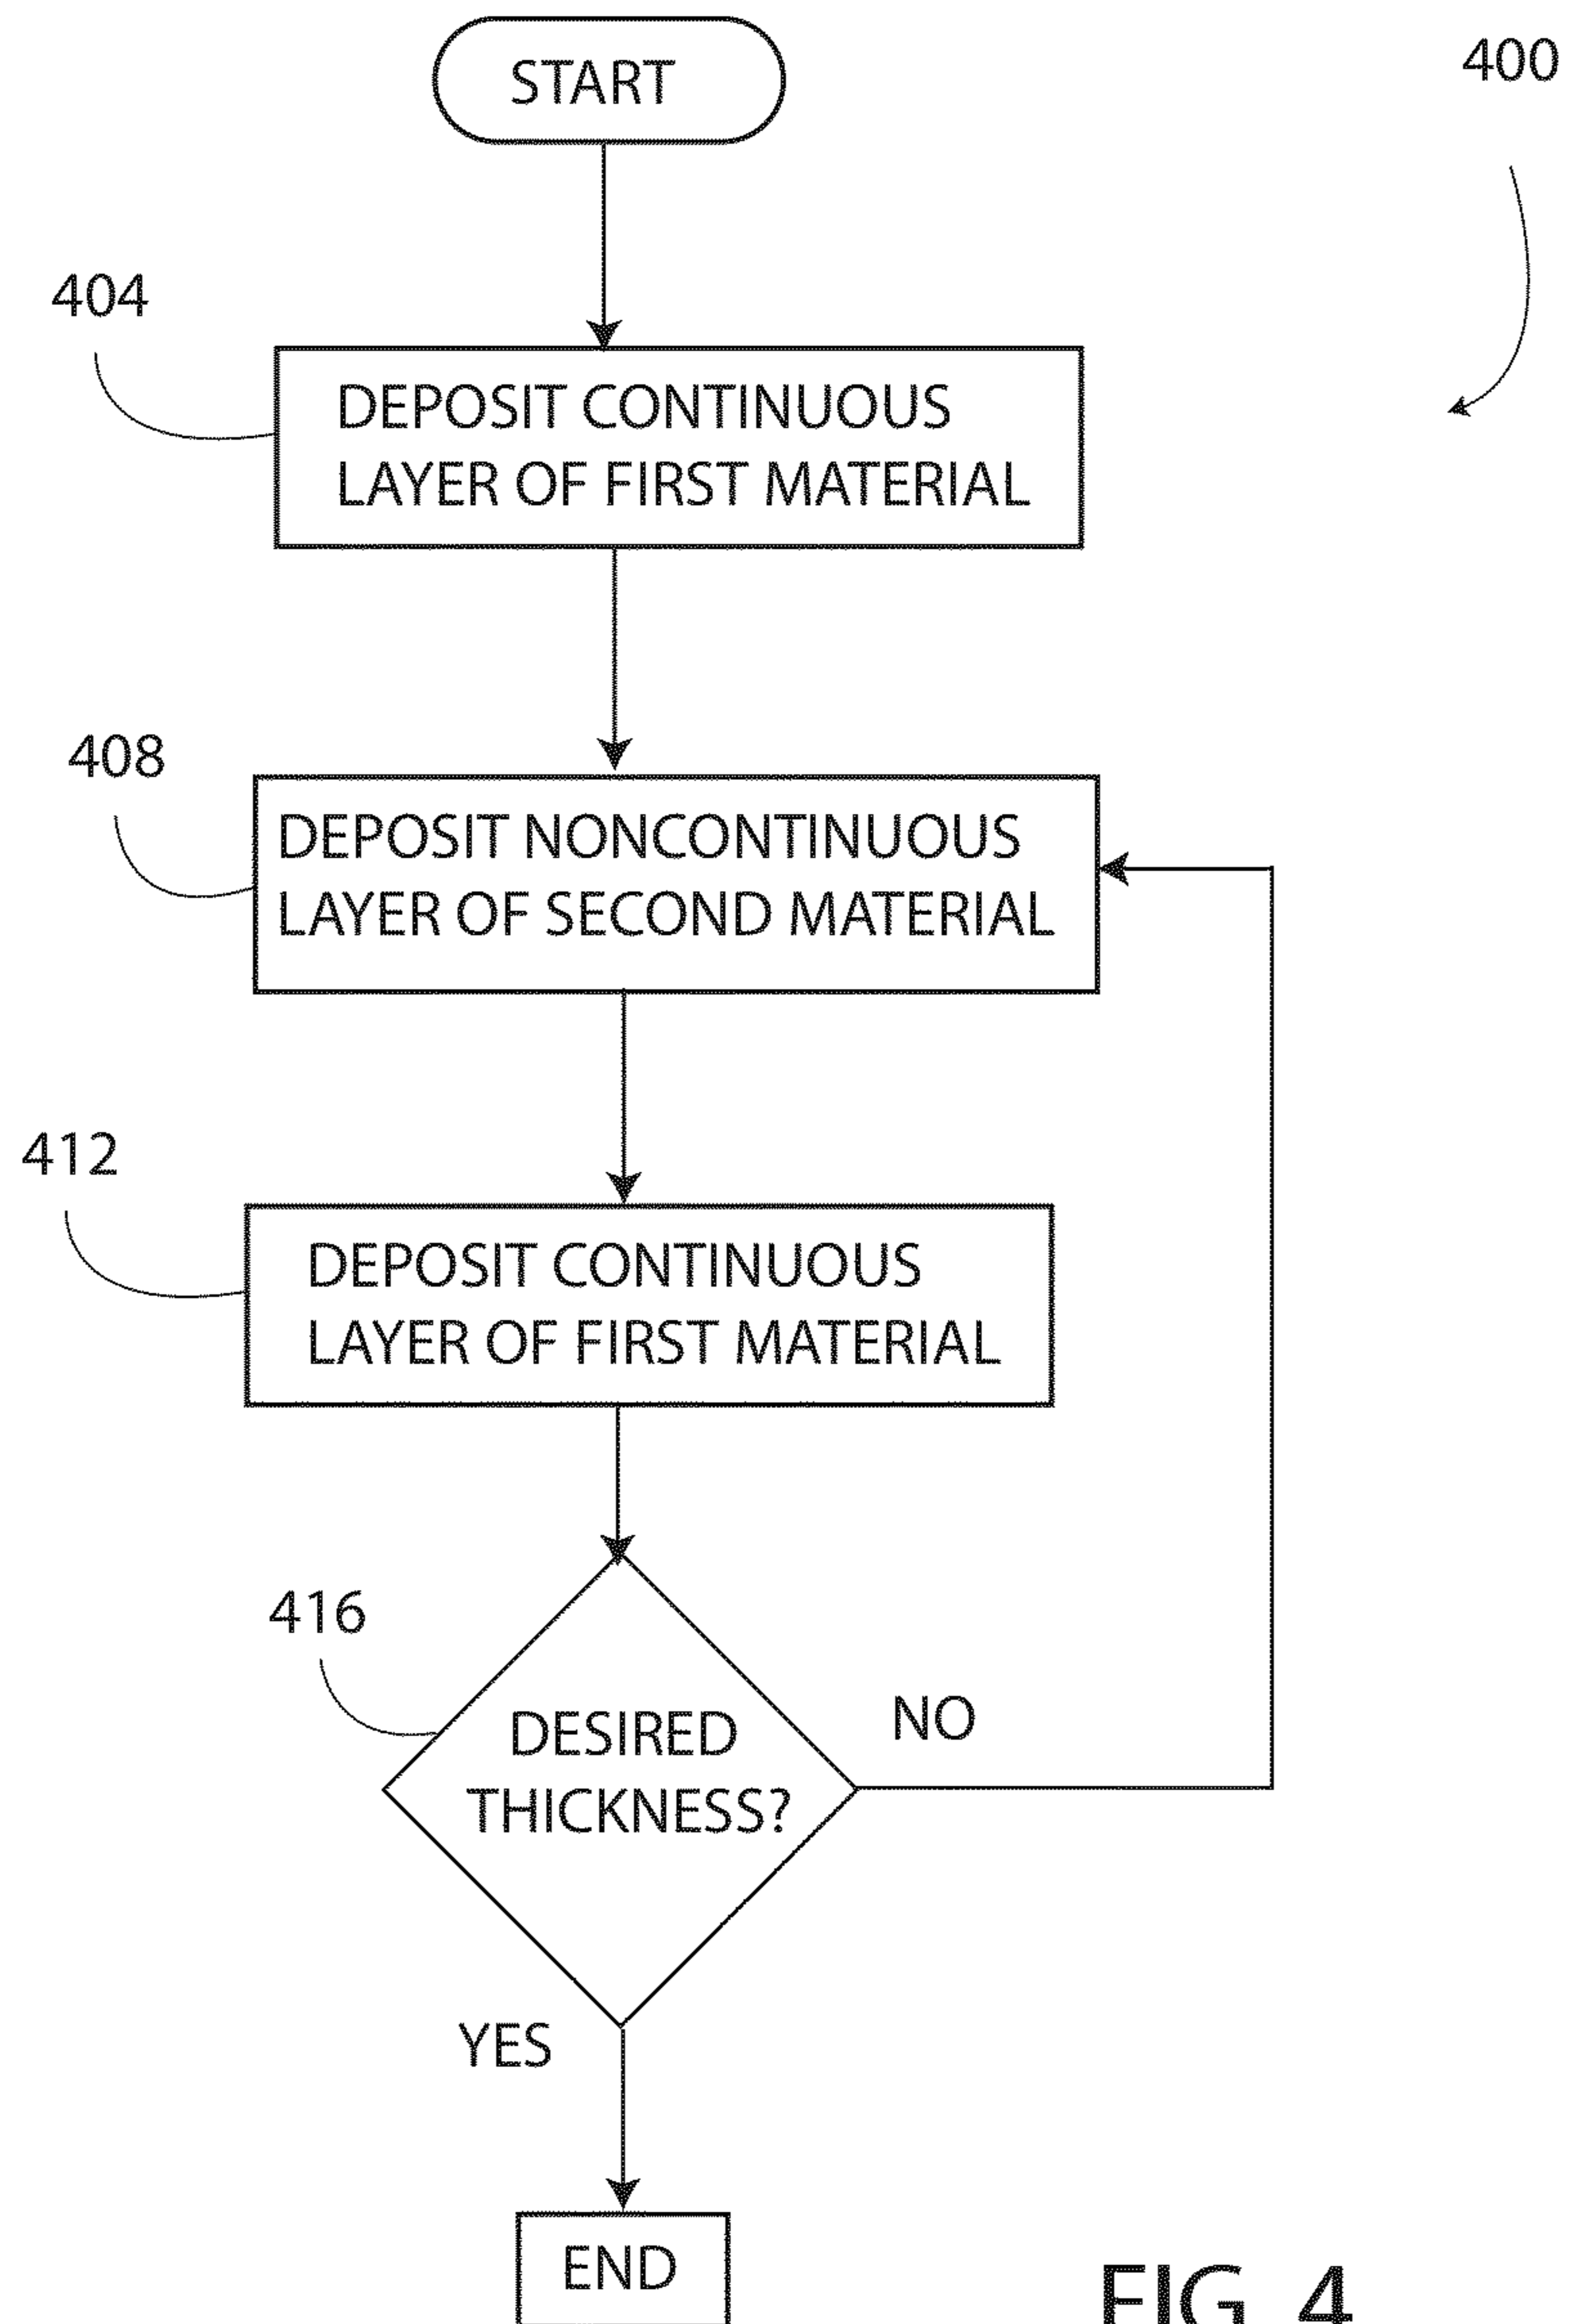 START
400
404
DEPOSIT CONTINUOUS
LAYER OF FIRST MATERIAL
408
DEPOSIT NONCONTINUOUS
LAYER OF SECOND MATERIAL
412
DEPOSIT CONTINUOUS
LAYER OF FIRST MATERIAL
416
DESIRED
THICKNESS?
NO
YES
END
FIG. 4